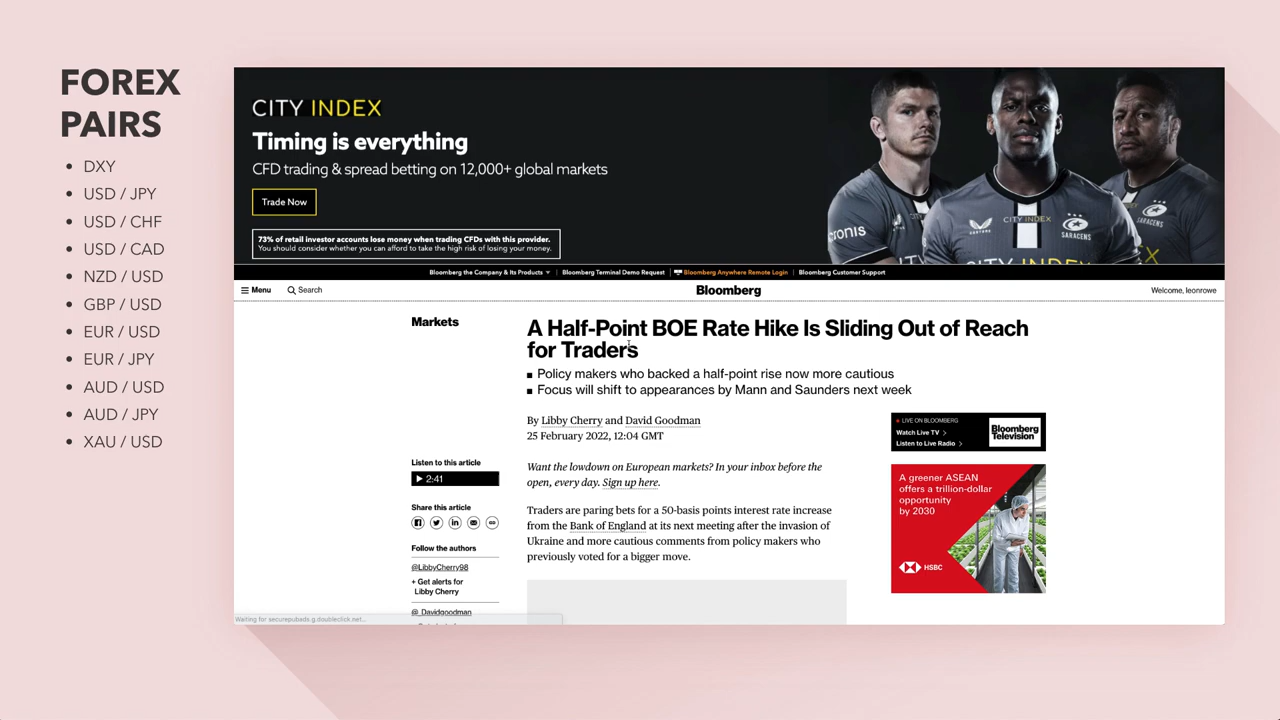 FOREX
PAIRS
• DXY
• USD / JPY
• USD / CHF
• USD / CAD
• NZD / USD
• GBP / USD
• EUR / USD
• EUR / JPY
• AUD / USD
• AUD / JPY
• XAU / USD
CITY INDEX
Timing is everything
CFD trading & spread betting on 12,000+ global markets
Trade Now
73% of retail investor accounts lose money when trading CFDs with this provider.
You should consider whether you can afford to take the high risk of losing your money.
CITY INDEX
SARACENS
SARACENS
Bloomberg the Company & Its Products
Bloomberg Terminal Demo Request
Bloomberg Anywhere Remote Login
Bloomberg Customer Support
Menu
Search
Bloomberg
Welcome, leonrowe
Markets
A Half-Point BOE Rate Hike Is Sliding Out of Reach
for Traders
Policy makers who backed a half-point rise now more cautious
Focus will shift to appearances by Mann and Saunders next week
By Libby Cherry and David Goodman
25 February 2022, 12:04 GMT
LIVE ON BLOOMBERG
Watch Live TV
Listen to Live Radio
Bloomberg
Television
Listen to this article
2:41
Share this article
Follow the authors
@LibbyCherry98
+ Get alerts for
Libby Cherry
@_Davidgoodman
Want the lowdown on European markets? In your inbox before the
open, every day. Sign up here.
Traders are paring bets for a 50-basis points interest rate increase
from the Bank of England at its next meeting after the invasion of
Ukraine and more cautious comments from policy makers who
previously voted for a bigger move.
A greener ASEAN
offers a trillion-dollar
opportunity
by 2030
HSBC
Waiting for securepubads.g.doubleclick.net...